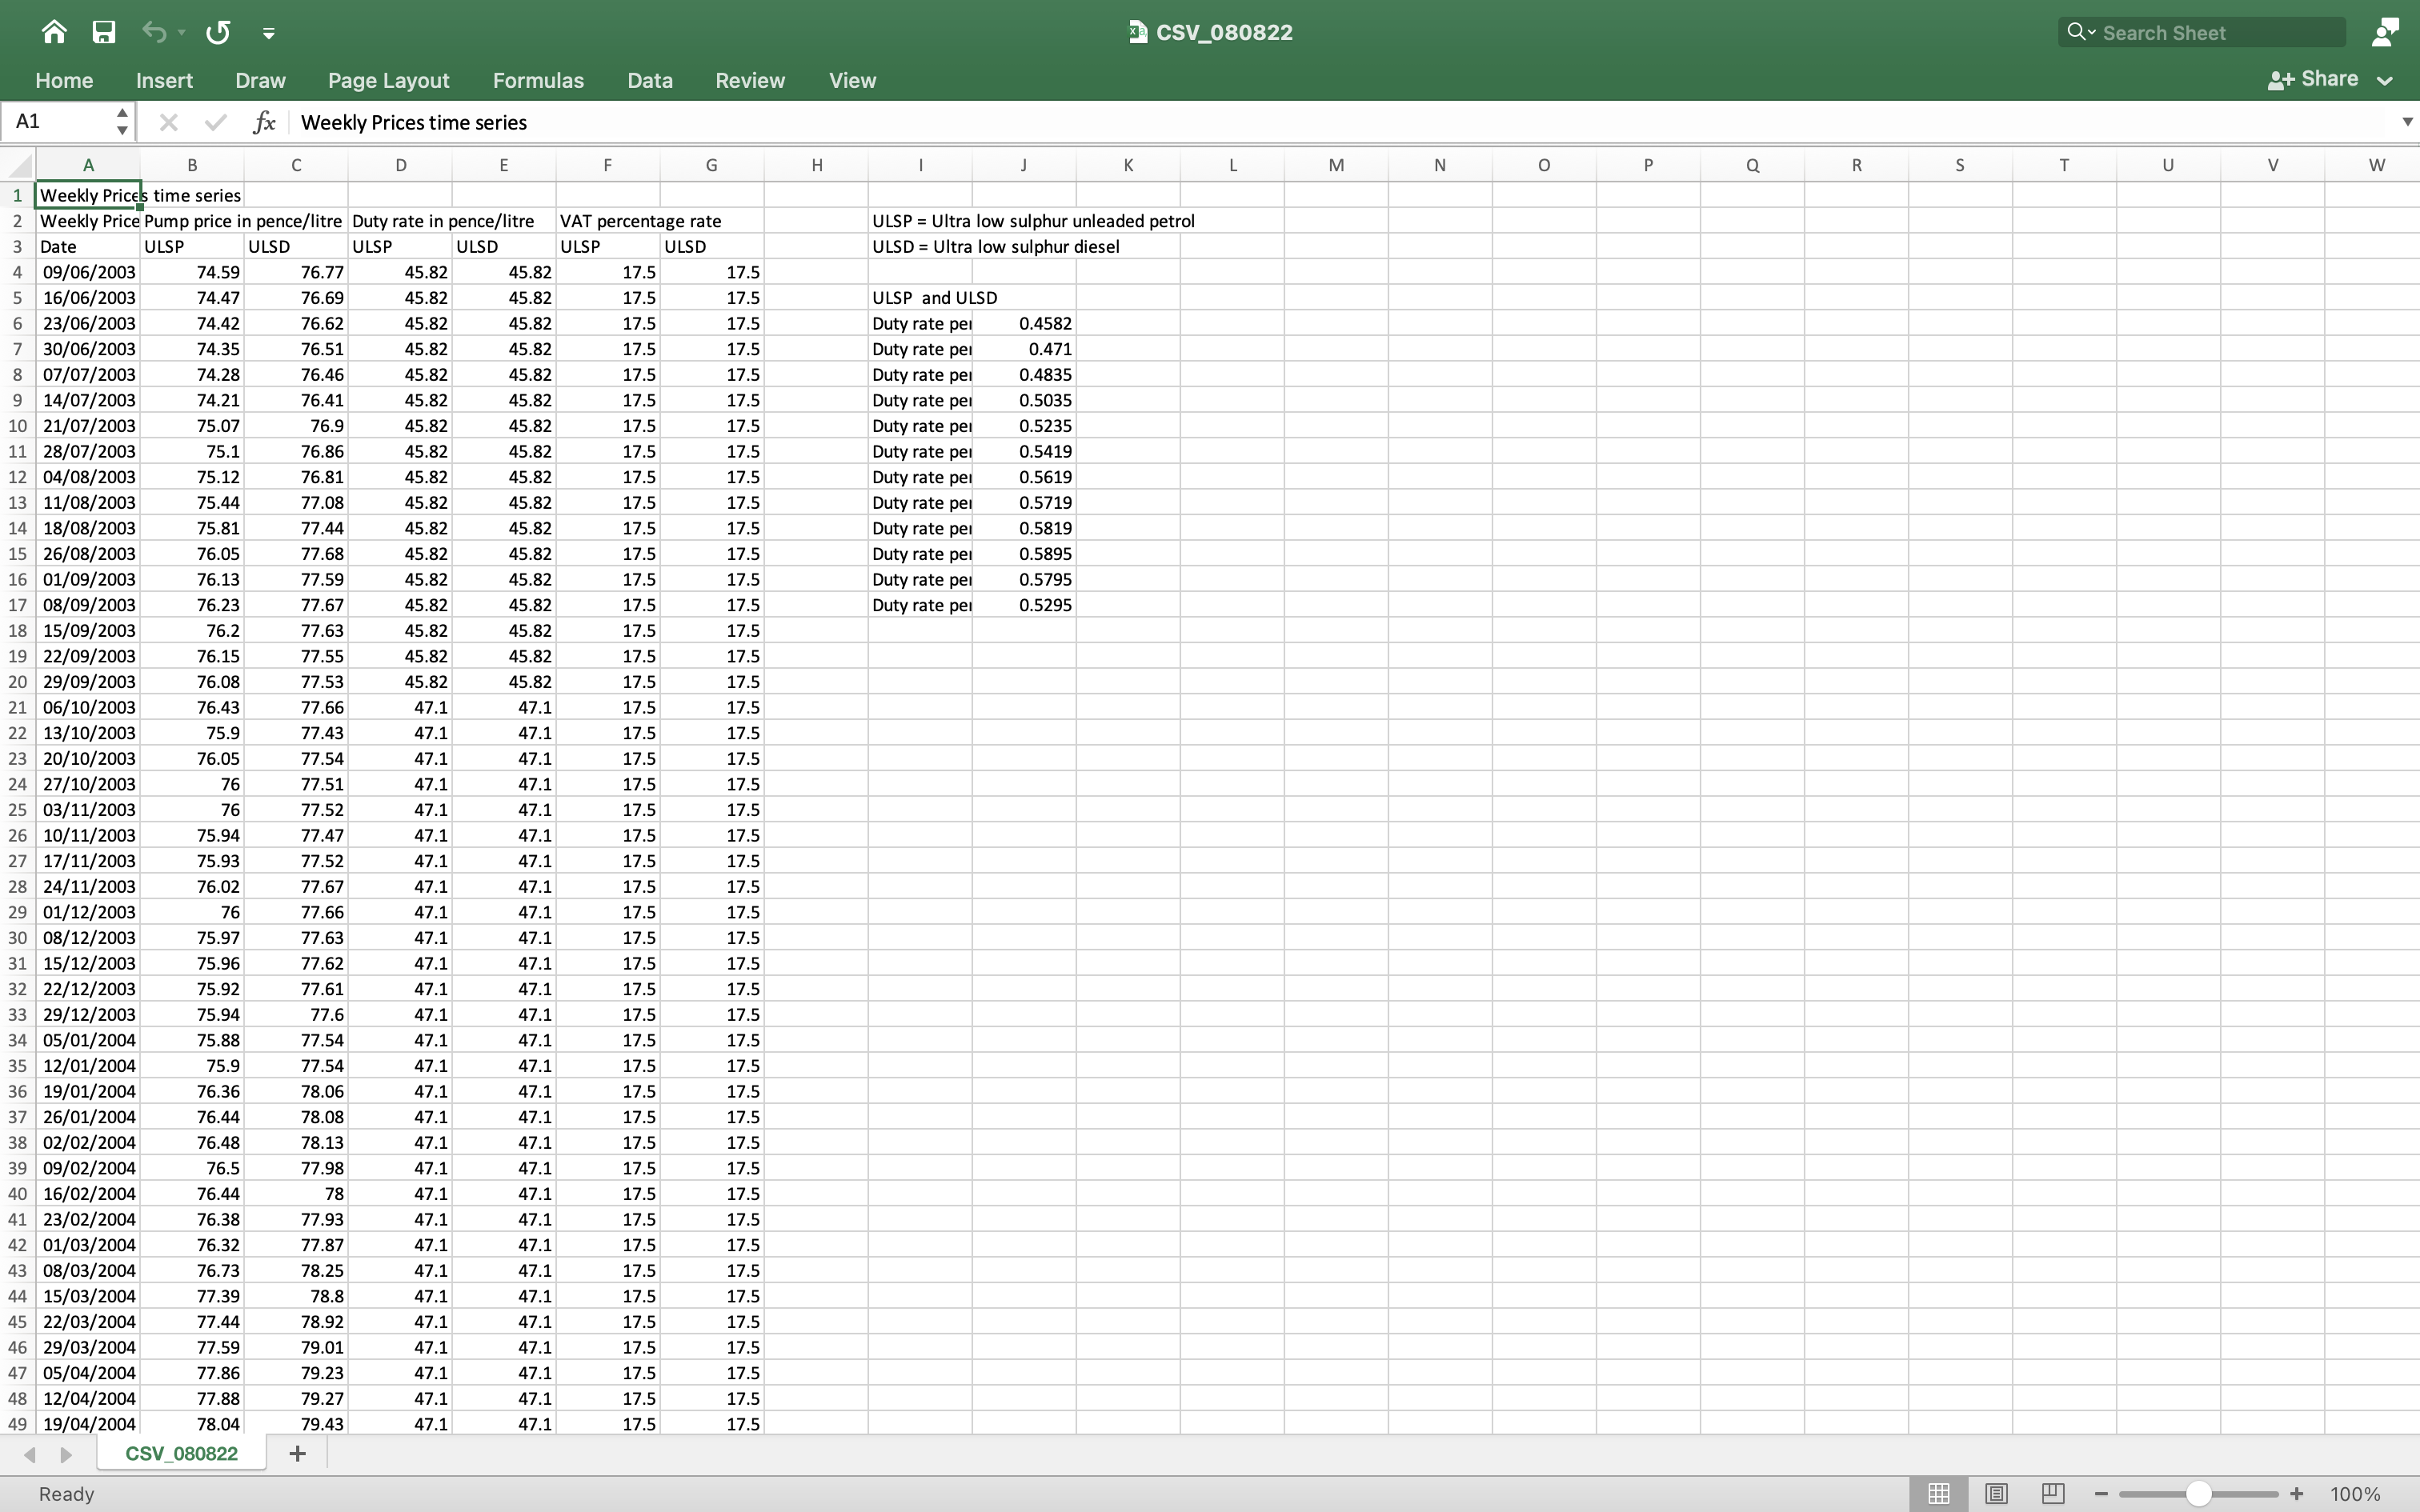 CSV_080822
Search Sheet
Home Insert Draw Page Layout Formulas Data Review View Share
A1 fx Weekly Prices time series
A B C D E F G H I J K L M N O P Q R S T U V W
1 Weekly Prices time series
2 Weekly Price Pump price in pence/litre Duty rate in pence/litre VAT percentage rate ULSP = Ultra low sulphur unleaded petrol
3 Date ULSP ULSD ULSP ULSD ULSP ULSD ULSD = Ultra low sulphur diesel
4 09/06/2003 74.59 76.77 45.82 45.82 17.5 17.5
5 16/06/2003 74.47 76.69 45.82 45.82 17.5 17.5 ULSP and ULSD
6 23/06/2003 74.42 76.62 45.82 45.82 17.5 17.5 Duty rate per 0.4582
7 30/06/2003 74.35 76.51 45.82 45.82 17.5 17.5 Duty rate per 0.471
8 07/07/2003 74.28 76.46 45.82 45.82 17.5 17.5 Duty rate per 0.4835
9 14/07/2003 74.21 76.41 45.82 45.82 17.5 17.5 Duty rate per 0.5035
10 21/07/2003 75.07 76.9 45.82 45.82 17.5 17.5 Duty rate per 0.5235
11 28/07/2003 75.1 76.86 45.82 45.82 17.5 17.5 Duty rate per 0.5419
12 04/08/2003 75.12 76.81 45.82 45.82 17.5 17.5 Duty rate per 0.5619
13 11/08/2003 75.44 77.08 45.82 45.82 17.5 17.5 Duty rate per 0.5719
14 18/08/2003 75.81 77.44 45.82 45.82 17.5 17.5 Duty rate per 0.5819
15 26/08/2003 76.05 77.68 45.82 45.82 17.5 17.5 Duty rate per 0.5895
16 01/09/2003 76.13 77.59 45.82 45.82 17.5 17.5 Duty rate per 0.5795
17 08/09/2003 76.23 77.67 45.82 45.82 17.5 17.5 Duty rate per 0.5295
18 15/09/2003 76.2 77.63 45.82 45.82 17.5 17.5
19 22/09/2003 76.15 77.55 45.82 45.82 17.5 17.5
20 29/09/2003 76.08 77.53 45.82 45.82 17.5 17.5
21 06/10/2003 76.43 77.66 47.1 47.1 17.5 17.5
22 13/10/2003 75.9 77.43 47.1 47.1 17.5 17.5
23 20/10/2003 76.05 77.54 47.1 47.1 17.5 17.5
24 27/10/2003 76 77.51 47.1 47.1 17.5 17.5
25 03/11/2003 76 77.52 47.1 47.1 17.5 17.5
26 10/11/2003 75.94 77.47 47.1 47.1 17.5 17.5
27 17/11/2003 75.93 77.52 47.1 47.1 17.5 17.5
28 24/11/2003 76.02 77.67 47.1 47.1 17.5 17.5
29 01/12/2003 76 77.66 47.1 47.1 17.5 17.5
30 08/12/2003 75.97 77.63 47.1 47.1 17.5 17.5
31 15/12/2003 75.96 77.62 47.1 47.1 17.5 17.5
32 22/12/2003 75.92 77.61 47.1 47.1 17.5 17.5
33 29/12/2003 75.94 77.6 47.1 47.1 17.5 17.5
34 05/01/2004 75.88 77.54 47.1 47.1 17.5 17.5
35 12/01/2004 75.9 77.54 47.1 47.1 17.5 17.5
36 19/01/2004 76.36 78.06 47.1 47.1 17.5 17.5
37 26/01/2004 76.44 78.08 47.1 47.1 17.5 17.5
38 02/02/2004 76.48 78.13 47.1 47.1 17.5 17.5
39 09/02/2004 76.5 77.98 47.1 47.1 17.5 17.5
40 16/02/2004 76.44 78 47.1 47.1 17.5 17.5
41 23/02/2004 76.38 77.93 47.1 47.1 17.5 17.5
42 01/03/2004 76.32 77.87 47.1 47.1 17.5 17.5
43 08/03/2004 76.73 78.25 47.1 47.1 17.5 17.5
44 15/03/2004 77.39 78.8 47.1 47.1 17.5 17.5
45 22/03/2004 77.44 78.92 47.1 47.1 17.5 17.5
46 29/03/2004 77.59 79.01 47.1 47.1 17.5 17.5
47 05/04/2004 77.86 79.23 47.1 47.1 17.5 17.5
48 12/04/2004 77.88 79.27 47.1 47.1 17.5 17.5
49 19/04/2004 78.04 79.43 47.1 47.1 17.5 17.5
CSV_080822 +
Ready 100%